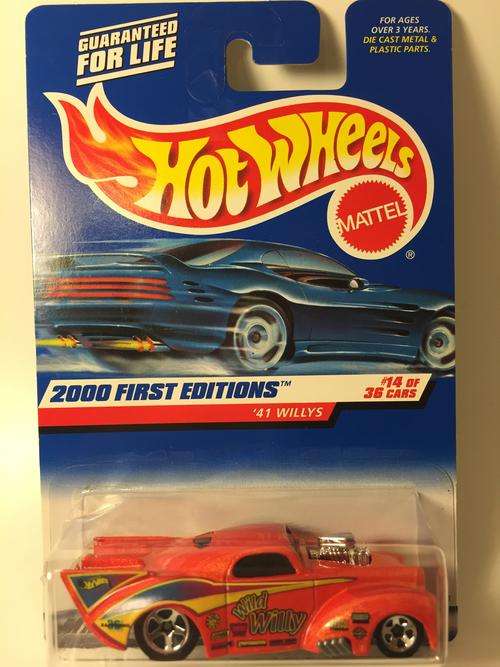 GUARANTEED
FOR LIFE
FOR AGES
OVER 3 YEARS.
DIE CAST METAL &
PLASTIC PARTS.
HOT WHEELS
MATTEL
®
2000 FIRST EDITIONS™
#14 OF
36 CARS
'41 WILLYS
Wild
Willy